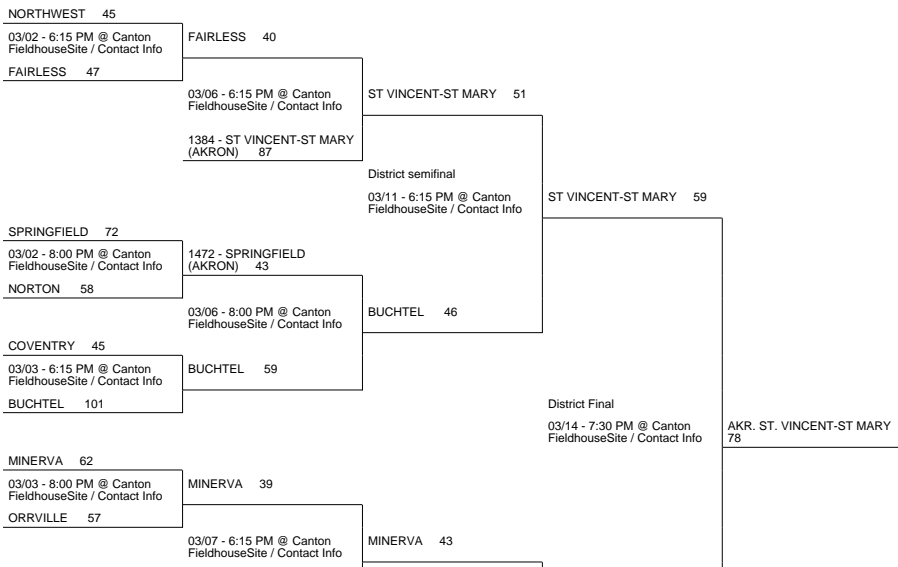 NORTHWEST 45
03/02 - 6:15 PM @ Canton
FieldhouseSite / Contact Info
FAIRLESS 47
FAIRLESS 40
03/06 - 6:15 PM @ Canton
FieldhouseSite / Contact Info
1384 - ST VINCENT-ST MARY
(AKRON) 87
ST VINCENT-ST MARY 51
District semifinal
03/11 - 6:15 PM @ Canton
FieldhouseSite / Contact Info
ST VINCENT-ST MARY 59
SPRINGFIELD 72
03/02 - 8:00 PM @ Canton
FieldhouseSite / Contact Info
NORTON 58
1472 - SPRINGFIELD
(AKRON) 43
03/06 - 8:00 PM @ Canton
FieldhouseSite / Contact Info
BUCHTEL 46
COVENTRY 45
03/03 - 6:15 PM @ Canton
FieldhouseSite / Contact Info
BUCHTEL 101
BUCHTEL 59
District Final
03/14 - 7:30 PM @ Canton
FieldhouseSite / Contact Info
AKR. ST. VINCENT-ST MARY
78
MINERVA 62
03/03 - 8:00 PM @ Canton
FieldhouseSite / Contact Info
ORRVILLE 57
MINERVA 39
03/07 - 6:15 PM @ Canton
FieldhouseSite / Contact Info
MINERVA 43